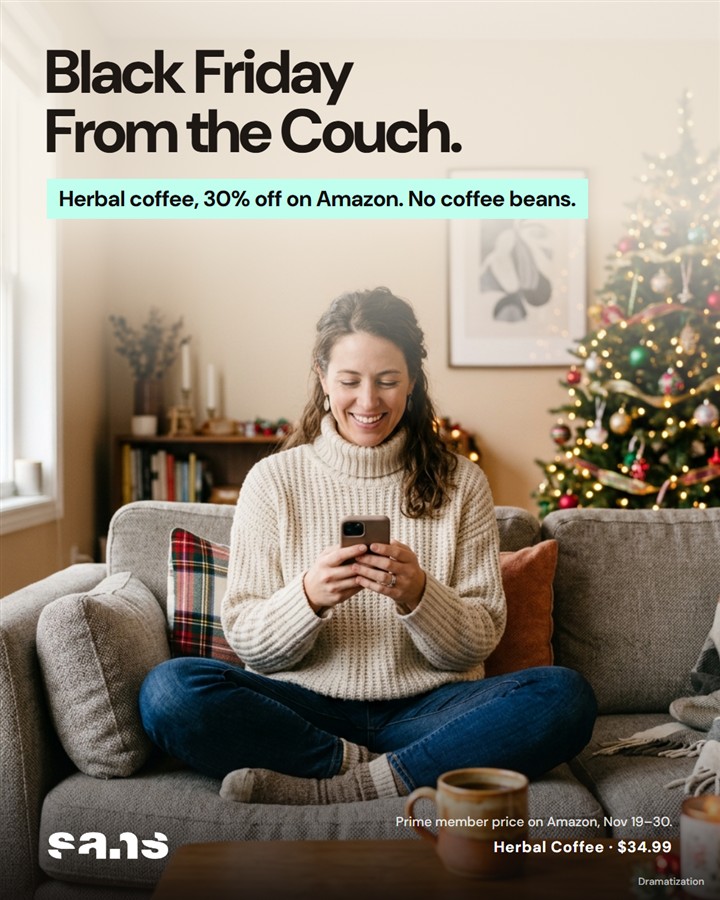 Black Friday
From the Couch.
Herbal coffee, 30% off on Amazon. No coffee beans.
Prime member price on Amazon, Nov 19–30.
sans
Herbal Coffee · $34.99
Dramatization